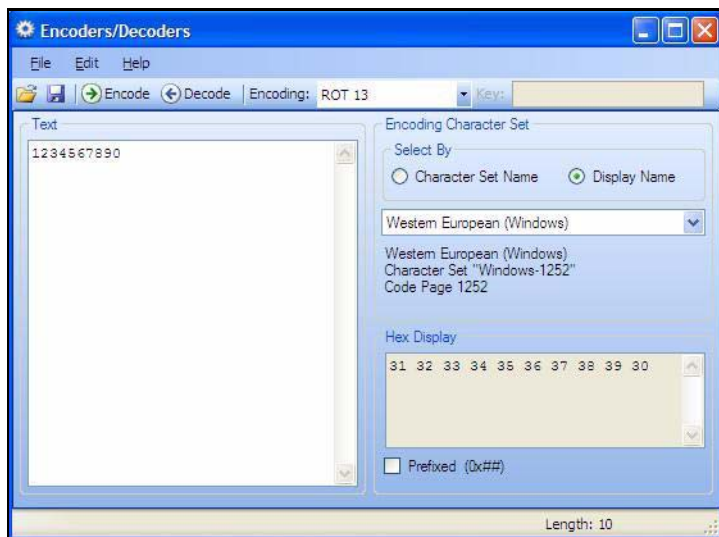 Encoders/Decoders
File Edit Help
Encode Decode Encoding: ROT 13 Key:
Text
1234567890
Encoding Character Set
Select By
Character Set Name Display Name
Western European (Windows)
Western European (Windows)
Character Set "Windows-1252"
Code Page 1252
Hex Display
31 32 33 34 35 36 37 38 39 30
Prefixed (0x##)
Length: 10